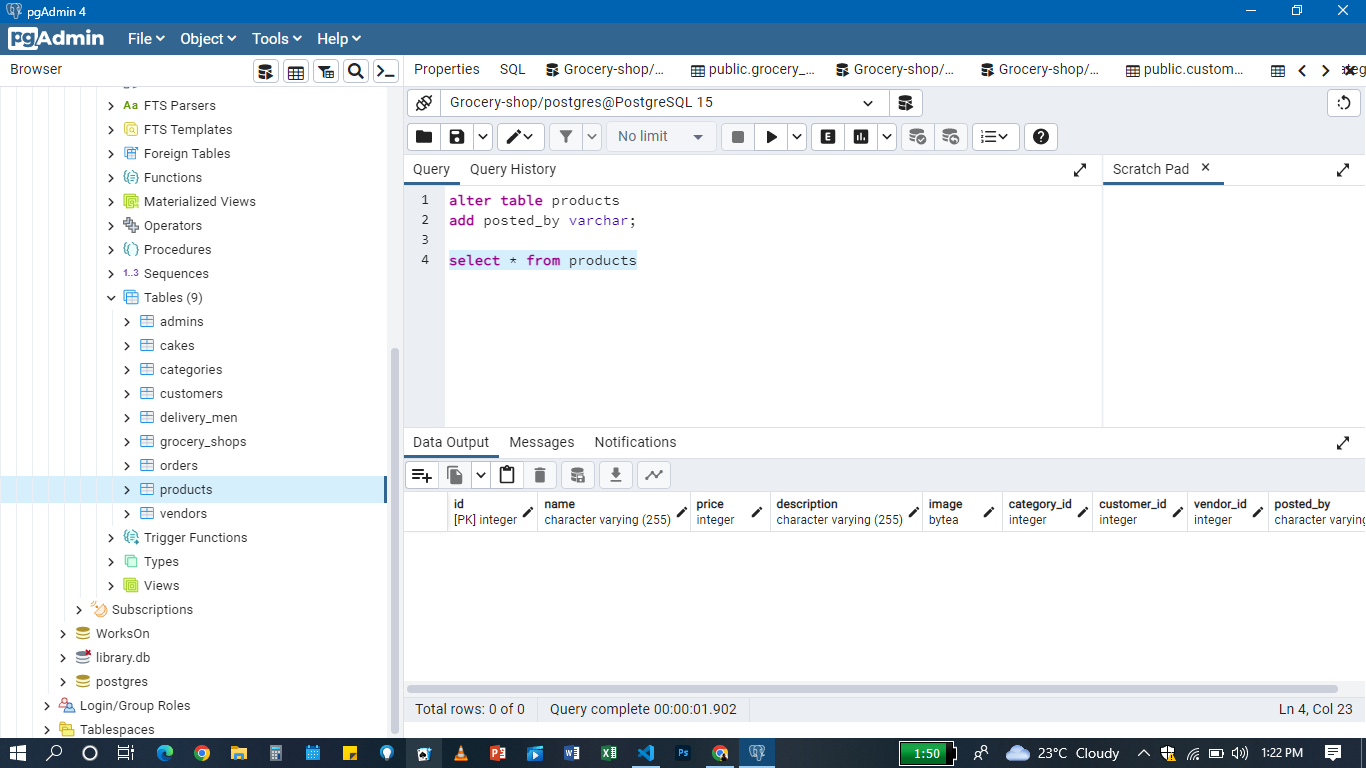 pgAdmin 4
pgAdmin File Object Tools Help
Browser
Properties SQL Grocery-shop/... public.grocery_... Grocery-shop/... Grocery-shop/... public.custom...
Aa FTS Parsers
FTS Templates
Foreign Tables
Functions
Materialized Views
Operators
Procedures
1..3 Sequences
Tables (9)
admins
cakes
categories
customers
delivery_men
grocery_shops
orders
products
vendors
Trigger Functions
Types
Views
Subscriptions
WorksOn
library.db
postgres
Login/Group Roles
Tablespaces
Grocery-shop/postgres@PostgreSQL 15
No limit
E
Query Query History
Scratch Pad
1 alter table products
2 add posted_by varchar;
3
4 select * from products
Data Output Messages Notifications
id name price description image category_id customer_id vendor_id posted_by
[PK] integer character varying (255) integer character varying (255) bytea integer integer integer character varying
Total rows: 0 of 0 Query complete 00:00:01.902 Ln 4, Col 23
1:50 23°C Cloudy 1:22 PM